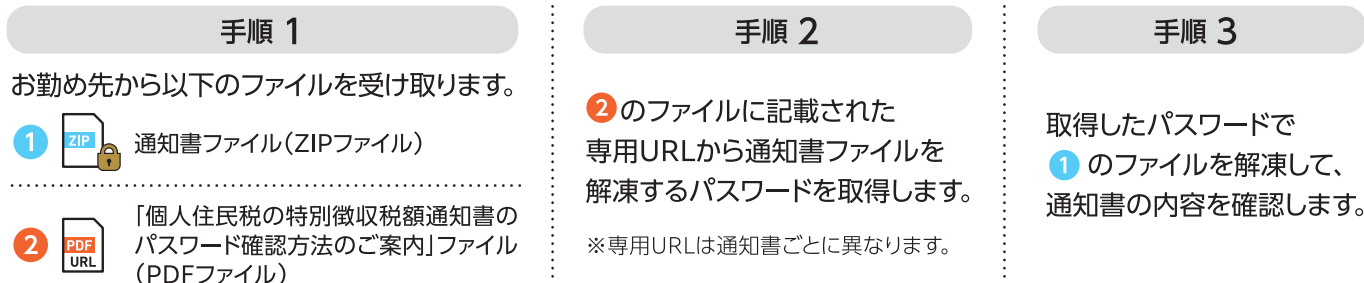 手順 1
お勤め先から以下のファイルを受け取ります。
1
ZIP
通知書ファイル(ZIPファイル)
2
PDF
URL
「個人住民税の特別徴収税額通知書の
パスワード確認方法のご案内」ファイル
(PDFファイル)
手順 2
2のファイルに記載された
専用URLから通知書ファイルを
解凍するパスワードを取得します。
※専用URLは通知書ごとに異なります。
手順 3
取得したパスワードで
1 のファイルを解凍して、
通知書の内容を確認します。